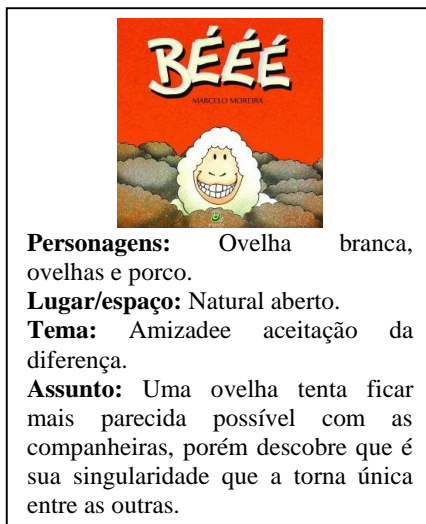 BÉÉÉ
MARCELO MOREIRA
Personagens: Ovelha branca,
ovelhas e porco.
Lugar/espaço: Natural aberto.
Tema: Amizadee aceitação da
diferença.
Assunto: Uma ovelha tenta ficar
mais parecida possível com as
companheiras, porém descobre que é
sua singularidade que a torna única
entre as outras.